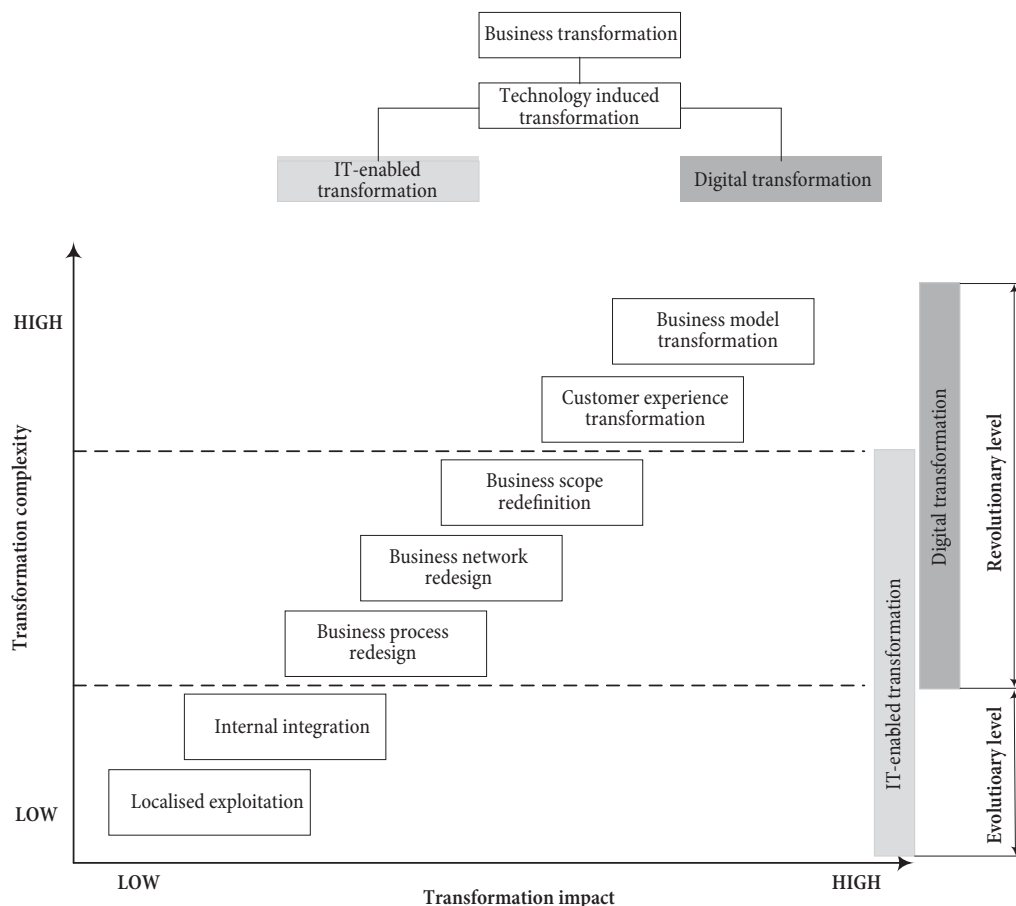 Business transformation
Technology induced
transformation
IT-enabled
transformation
Digital transformation
HIGH
Business model
transformation
Customer experience
transformation
Business scope
redefinition
Business network
redesign
Business process
redesign
Internal integration
Localised exploitation
LOW
Transformation complexity
LOW
HIGH
Transformation impact
IT-enabled transformation
Digital transformation
Revolutionary level
Evolutioary level